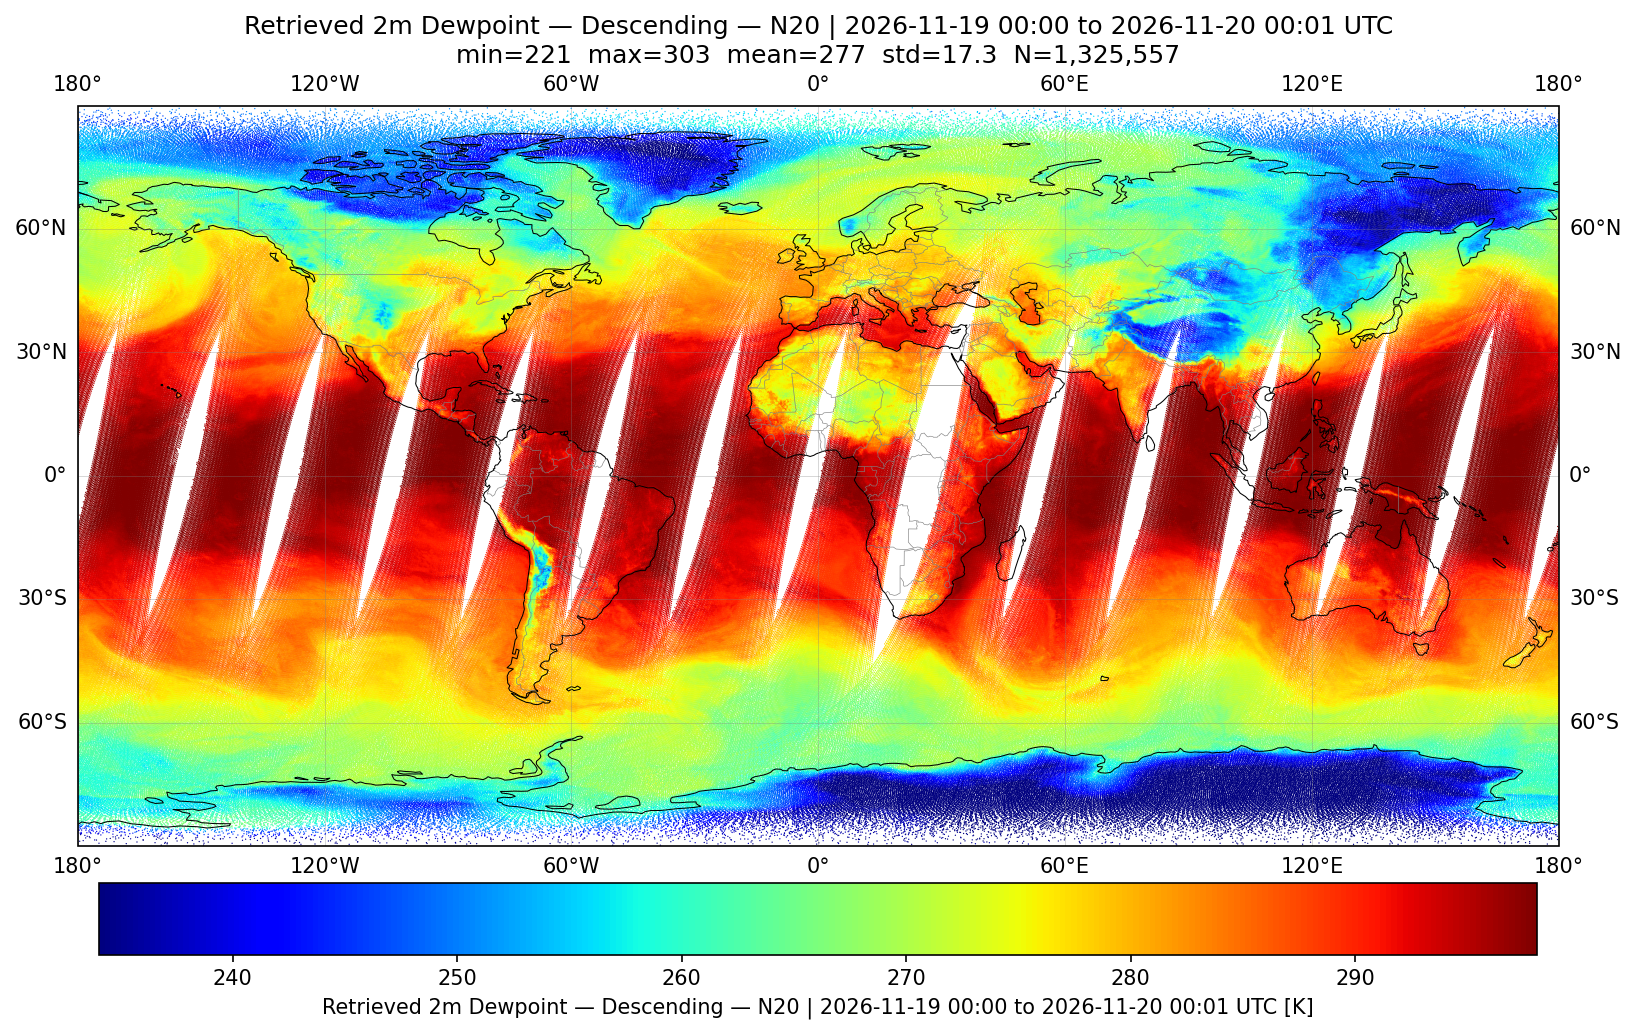 Retrieved 2m Dewpoint — Descending — N20 | 2026-11-19 00:00 to 2026-11-20 00:01 UTC
min=221  max=303  mean=277  std=17.3  N=1,325,557
180° 120°W 60°W 0° 60°E 120°E 180°
60°N 60°N
30°N 30°N
0° 0°
30°S 30°S
60°S 60°S
180° 120°W 60°W 0° 60°E 120°E 180°
240 250 260 270 280 290
Retrieved 2m Dewpoint — Descending — N20 | 2026-11-19 00:00 to 2026-11-20 00:01 UTC [K]